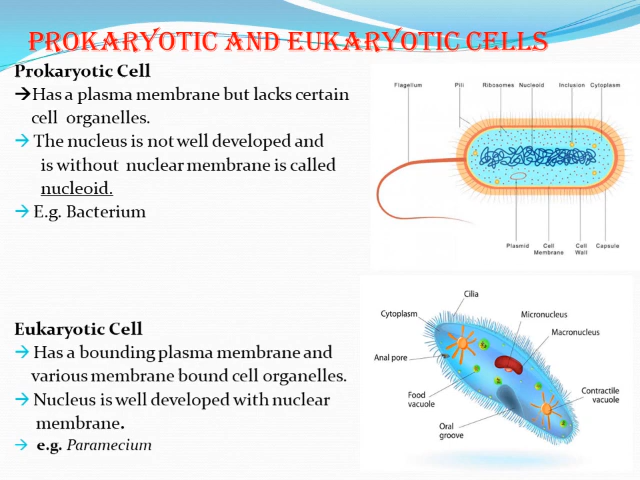 PROKARYOTIC AND EUKARYOTIC CELLS
Prokaryotic Cell
→Has a plasma membrane but lacks certain
cell organelles.
→ The nucleus is not well developed and
is without nuclear membrane is called
nucleoid.
→ E.g. Bacterium
Flagellum Pili Ribosomes Nucleoid Inclusion Cytoplasm
Plasmid Cell Membrane Cell Wall Capsule
Eukaryotic Cell
→ Has a bounding plasma membrane and
various membrane bound cell organelles.
→ Nucleus is well developed with nuclear
membrane.
→ e.g. Paramecium
Cilia
Cytoplasm
Micronucleus
Macronucleus
Anal pore
Food
vacuole
Contractile
vacuole
Oral
groove